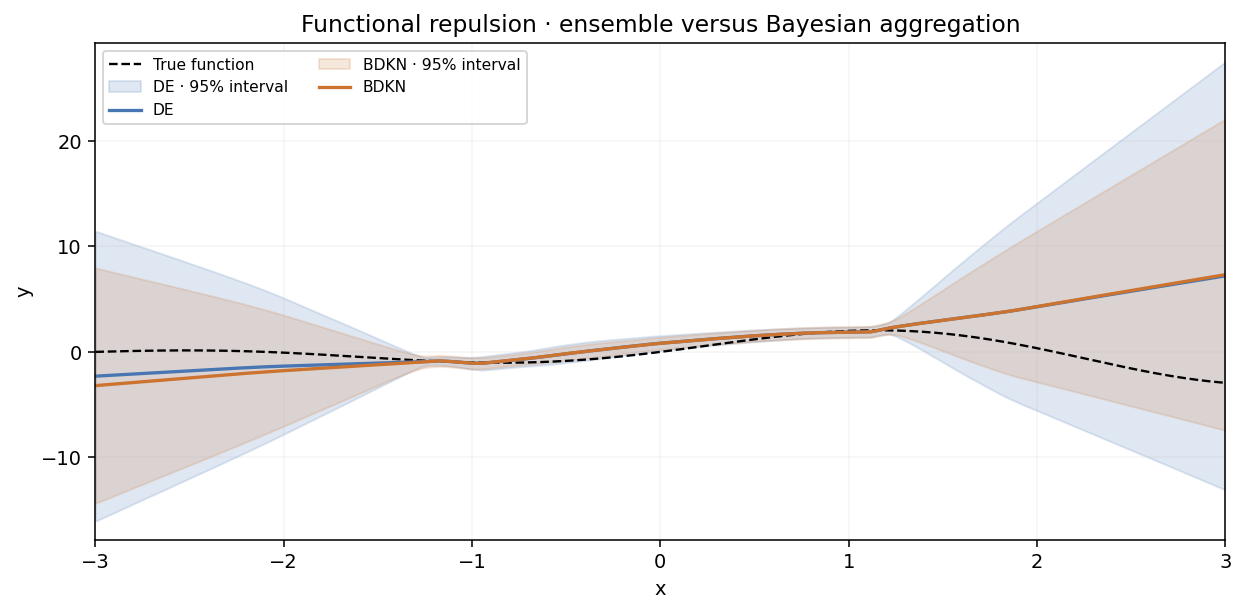 Functional repulsion · ensemble versus Bayesian aggregation
True function
DE · 95% interval
DE
BDKN · 95% interval
BDKN
y
20
10
0
−10
−3 −2 −1 0 1 2 3
x